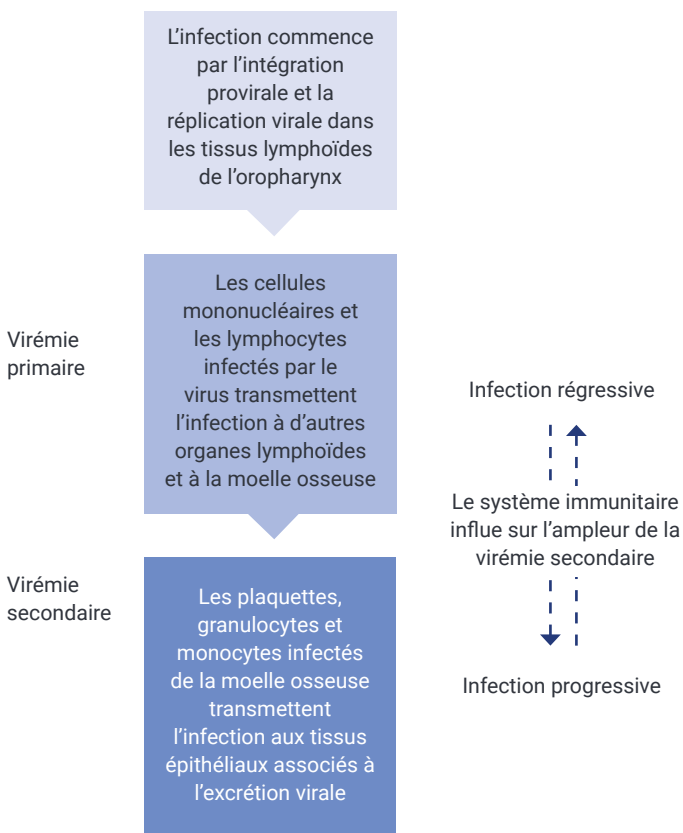 L’infection commence
par l’intégration
provirale et la
réplication virale dans
les tissus lymphoïdes
de l’oropharynx
Virémie
primaire
Les cellules
mononucléaires et
les lymphocytes
infectés par le
virus transmettent
l’infection à d’autres
organes lymphoïdes
et à la moelle osseuse
Virémie
secondaire
Les plaquettes,
granulocytes et
monocytes infectés
de la moelle osseuse
transmettent
l’infection aux tissus
épithéliaux associés à
l’excrétion virale
Infection régressive
Le système immunitaire
influe sur l’ampleur de la
virémie secondaire
Infection progressive